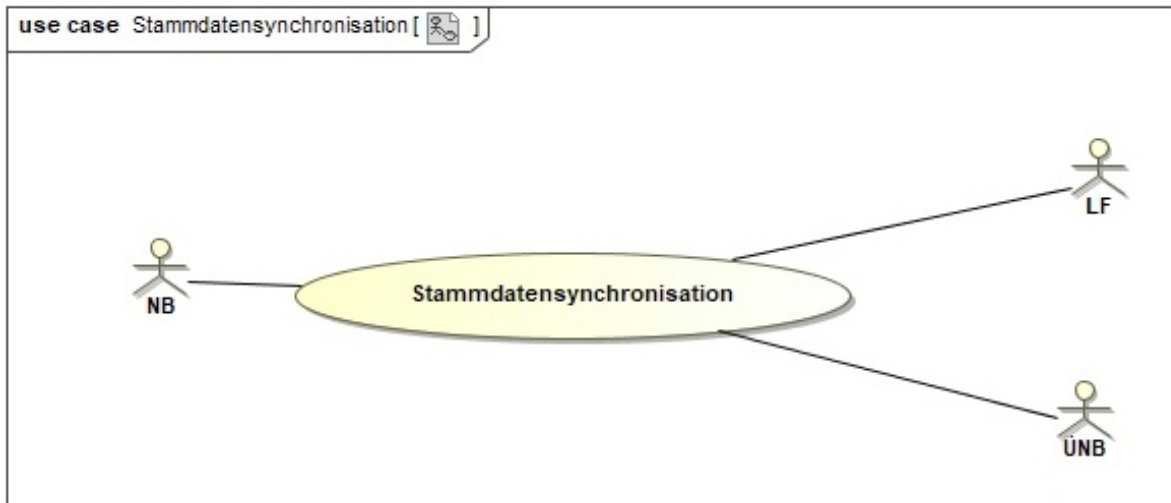 use case Stammdatensynchronisation [ ]
LF
NB
Stammdatensynchronisation
ÜNB